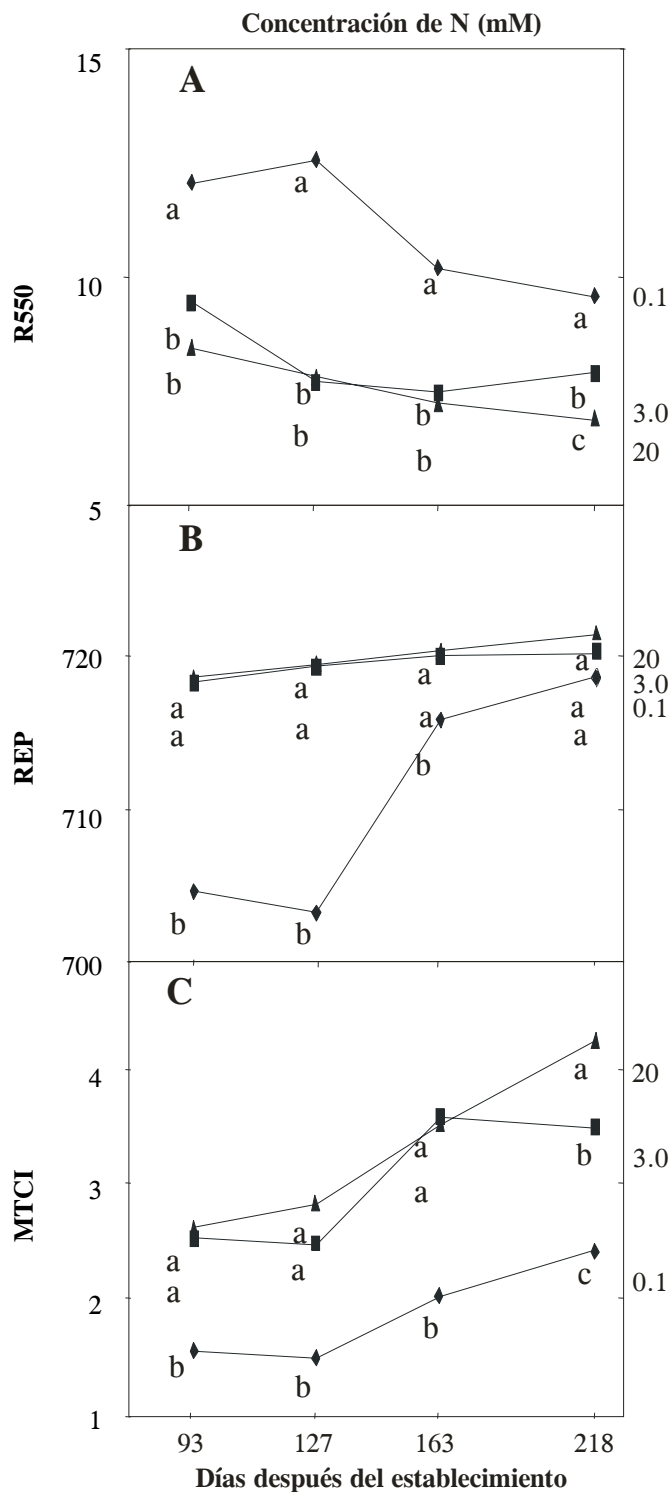 Concentración de N (mM)
15
A
a
a
10
a
0.1
a
R550
b
b
b
b
b
3.0
b
b
c
20
5
B
720
a
20
a
a
3.0
a
a
a
0.1
a
a
a
REP
b
710
b
b
700
C
4
a
20
a
b
3.0
a
3
MTCI
a
a
a
a
c
0.1
2
b
b
b
1
93 127 163 218
Días después del establecimiento